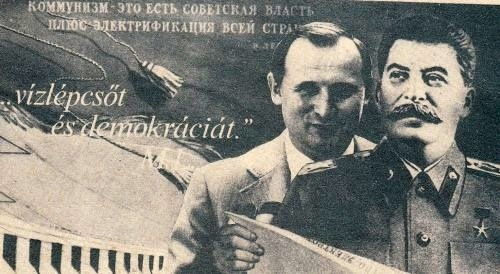 КОММУНИЗМ-ЭТО ЕСТЬ СОВЕТСКАЯ ВЛАСТЬ
ПЛЮС ЭЛЕКТРИФИКАЦИЯ ВСЕЙ СТРАН
...vízlépcsőt
és demokráciát."
M.F.